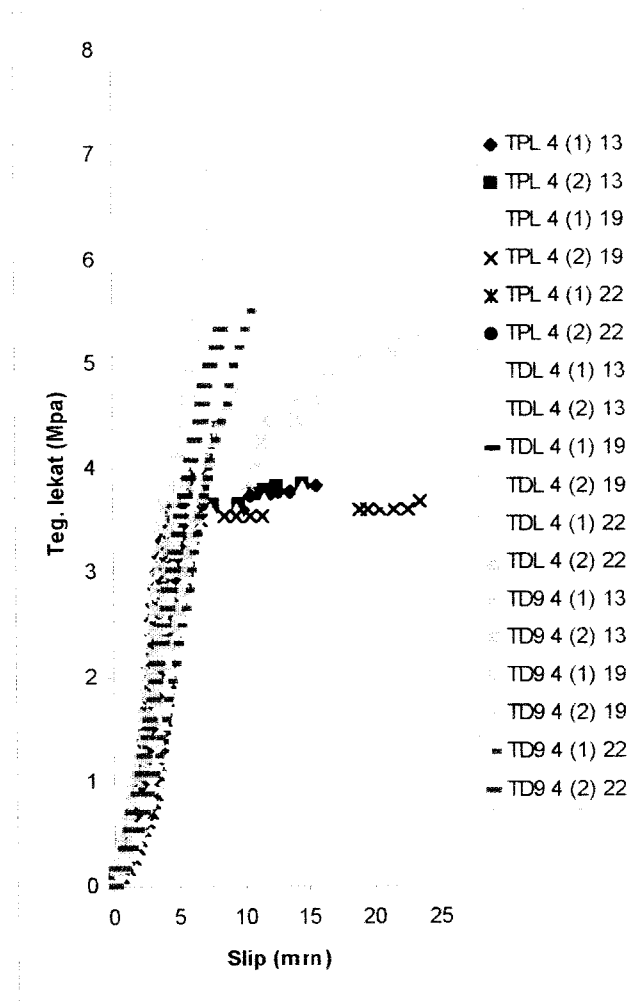 8
7
6
5
4
3
2
1
0
Teg. lekat (Mpa)
0 5 10 15 20 25
Slip (mm)
TPL 4 (1) 13
TPL 4 (2) 13
TPL 4 (1) 19
TPL 4 (2) 19
TPL 4 (1) 22
TPL 4 (2) 22
TDL 4 (1) 13
TDL 4 (2) 13
TDL 4 (1) 19
TDL 4 (2) 19
TDL 4 (1) 22
TDL 4 (2) 22
TD9 4 (1) 13
TD9 4 (2) 13
TD9 4 (1) 19
TD9 4 (2) 19
TD9 4 (1) 22
TD9 4 (2) 22